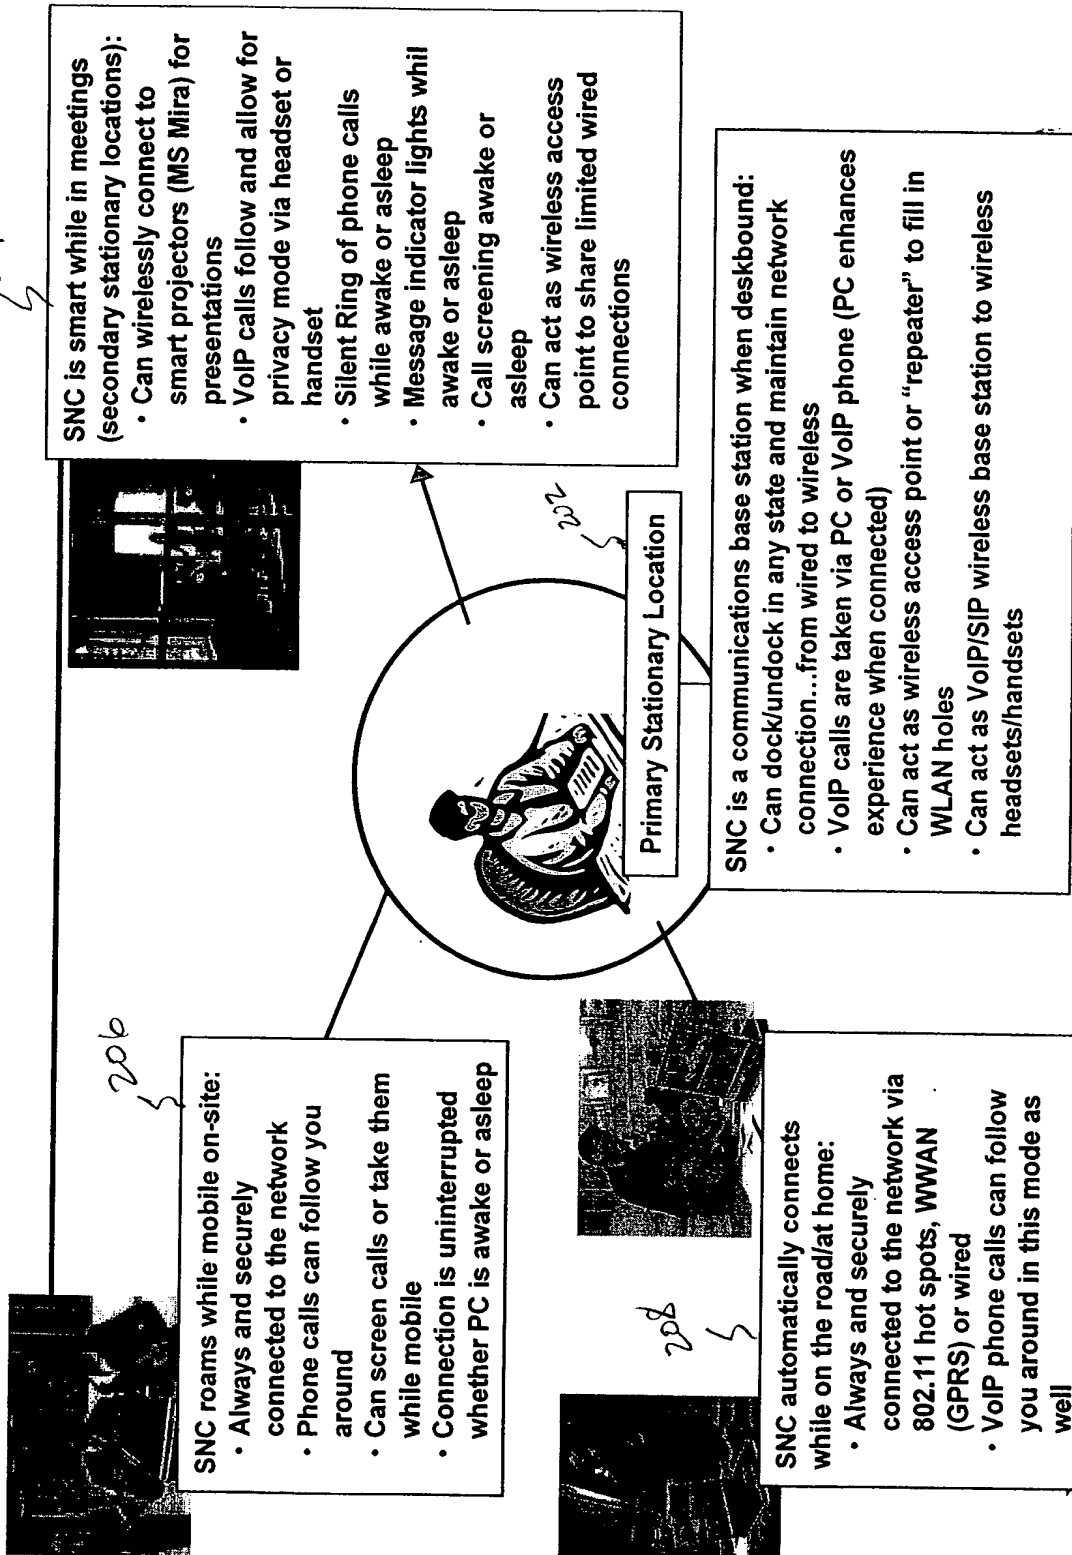 206
SNC roams while mobile on-site:
• Always and securely
connected to the network
• Phone calls can follow you
around
• Can screen calls or take them
while mobile
• Connection is uninterrupted
whether PC is awake or asleep
SNC is smart while in meetings
(secondary stationary locations):
• Can wirelessly connect to
smart projectors (MS Mira) for
presentations
• VoIP calls follow and allow for
privacy mode via headset or
handset
• Silent Ring of phone calls
while awake or asleep
• Message indicator lights whil
awake or asleep
• Call screening awake or
asleep
• Can act as wireless access
point to share limited wired
connections
202
Primary Stationary Location
208
SNC automatically connects
while on the road/at home:
• Always and securely
connected to the network via
802.11 hot spots, WWAN
(GPRS) or wired
• VoIP phone calls can follow
you around in this mode as
well
SNC is a communications base station when deskbound:
• Can dock/undock in any state and maintain network
connection...from wired to wireless
• VoIP calls are taken via PC or VoIP phone (PC enhances
experience when connected)
• Can act as wireless access point or “repeater” to fill in
WLAN holes
• Can act as VoIP/SIP wireless base station to wireless
headsets/handsets